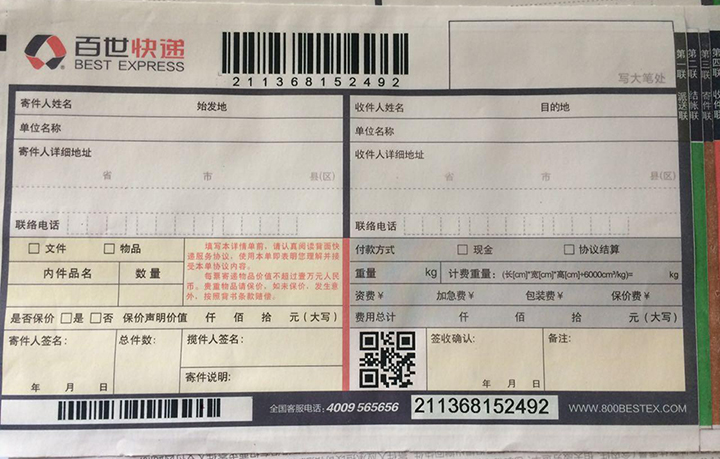 百世快递
BEST EXPRESS
211368152492
写大笔处
第一联 派送联
第二联 结帐联
第三联 寄件联
第四联 收件联
寄件人姓名 始发地
收件人姓名 目的地
单位名称
单位名称
寄件人详细地址
收件人详细地址
省 市 县(区)
省 市 县(区)
联络电话
联络电话
□ 文件 □ 物品
填写本详情单前,请认真阅读背面快
递服务协议,使用本单即表明您理解并接
受本单协议内容。
每票寄递物品价值不超过壹万元人民
币,贵重物品请保价,如未保价,发生意
外,按照背书条款赔偿。
付款方式 □ 现金 □ 协议结算
内件品名 数量
重量 kg 计费重量:(长[cm]*宽[cm]*高[cm]÷6000cm³/kg)= kg
资费¥ 加急费¥ 包装费¥ 保价费¥
是否保价 □是 □否 保价声明价值 仟 佰 拾 元(大写)
费用总计 仟 佰 拾 元(大写)
寄件人签名: 总件数: 揽件人签名:
签收确认: 备注:
寄件说明:
年 月 日
年 月 日
全国客服电话:4009 565656 211368152492 WWW.800BESTEX.COM